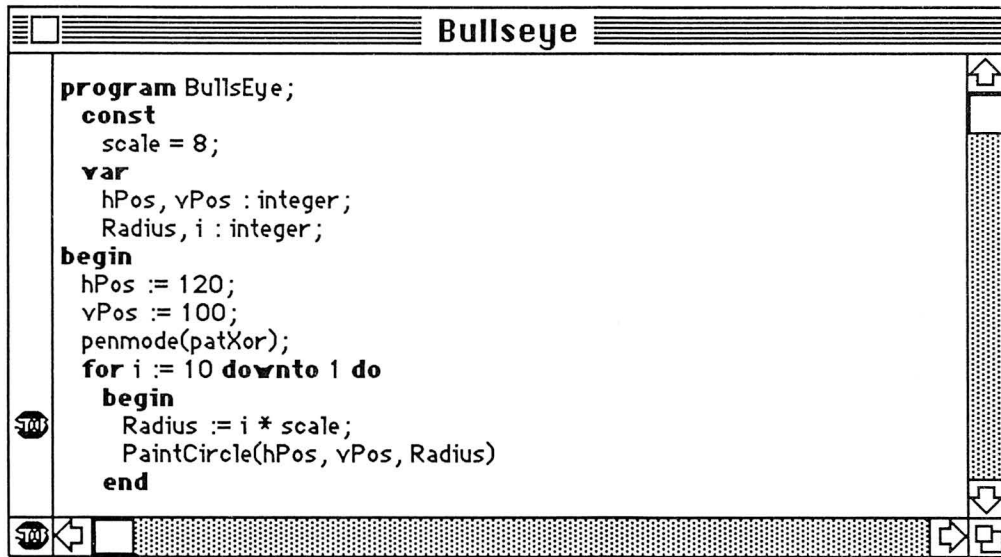 Bullseye
program BullsEye;
const
scale = 8;
var
hPos, vPos : integer;
Radius, i : integer;
begin
hPos := 120;
vPos := 100;
penmode(patXor);
for i := 10 downto 1 do
begin
Radius := i * scale;
PaintCircle(hPos, vPos, Radius)
end